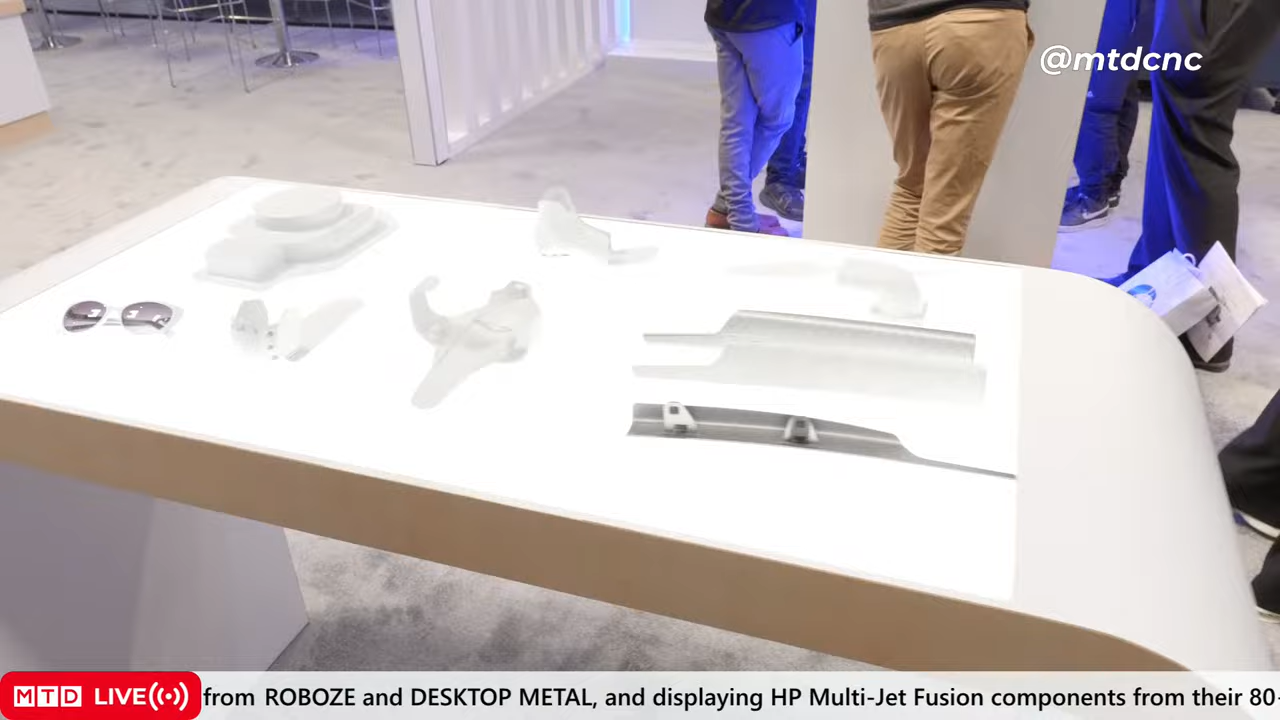 @mtdcnc
MTD LIVE from ROBOZE and DESKTOP METAL, and displaying HP Multi-Jet Fusion components from their 80-